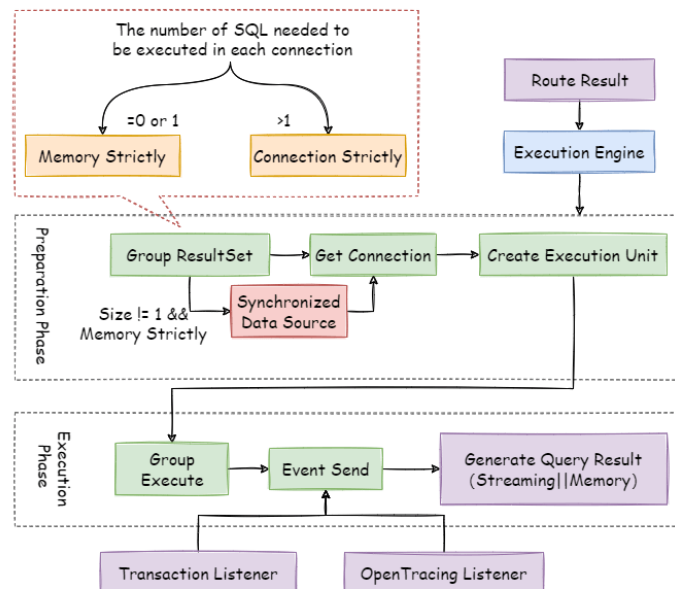 The number of SQL needed to
be executed in each connection
=0 or 1
>1
Memory Strictly
Connection Strictly
Route Result
Execution Engine
Preparation Phase
Group ResultSet
Get Connection
Create Execution Unit
Size != 1 &&
Memory Strictly
Synchronized
Data Source
Execution
Phase
Group
Execute
Event Send
Generate Query Result
(Streaming||Memory)
Transaction Listener
OpenTracing Listener